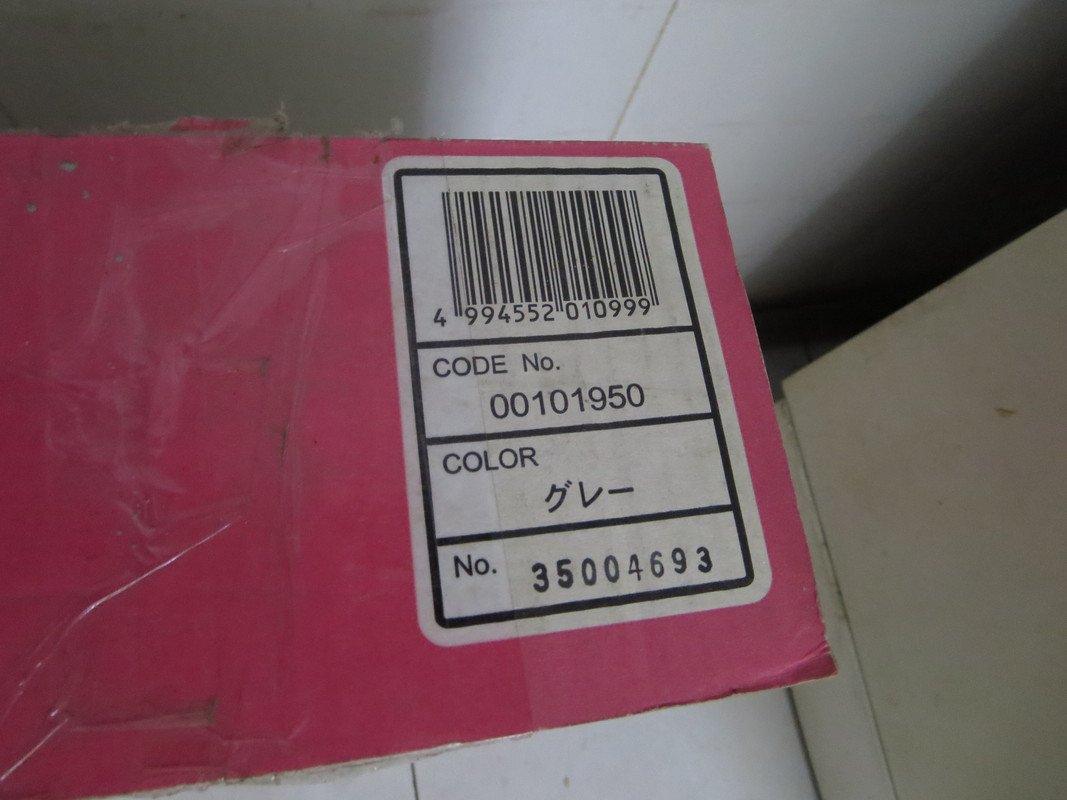 4 994552 010999
CODE No.
00101950
COLOR
グレー
No. 35004693